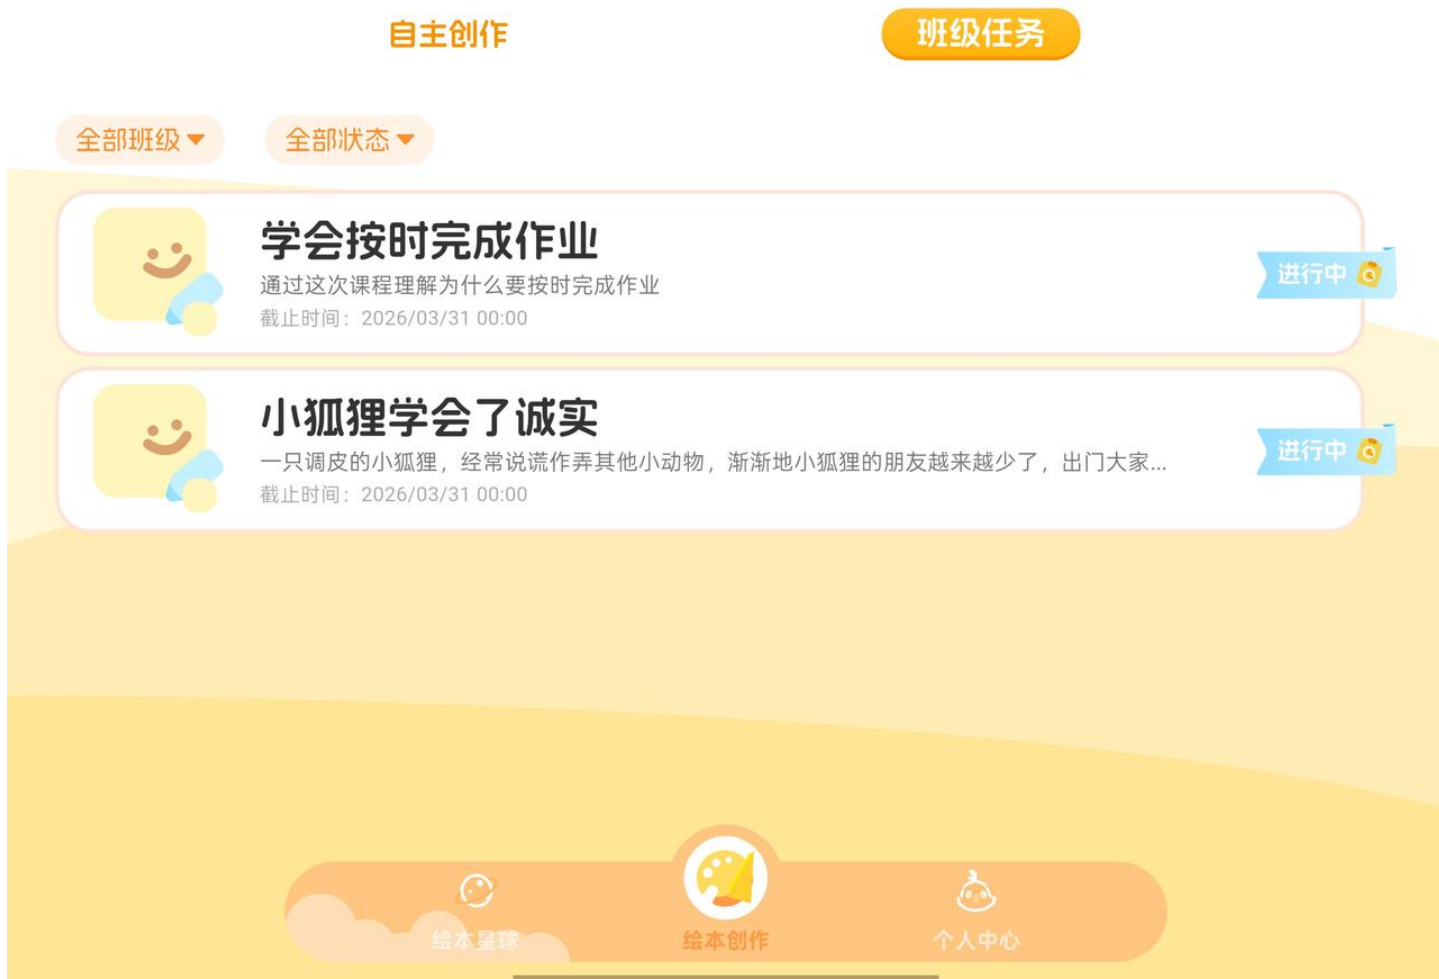 自主创作
班级任务
全部班级
全部状态
学会按时完成作业
通过这次课程理解为什么要按时完成作业
截止时间：2026/03/31 00:00
进行中
小狐狸学会了诚实
一只调皮的小狐狸，经常说谎作弄其他小动物，渐渐地小狐狸的朋友越来越少了，出门大家...
截止时间：2026/03/31 00:00
进行中
绘本星球
绘本创作
个人中心